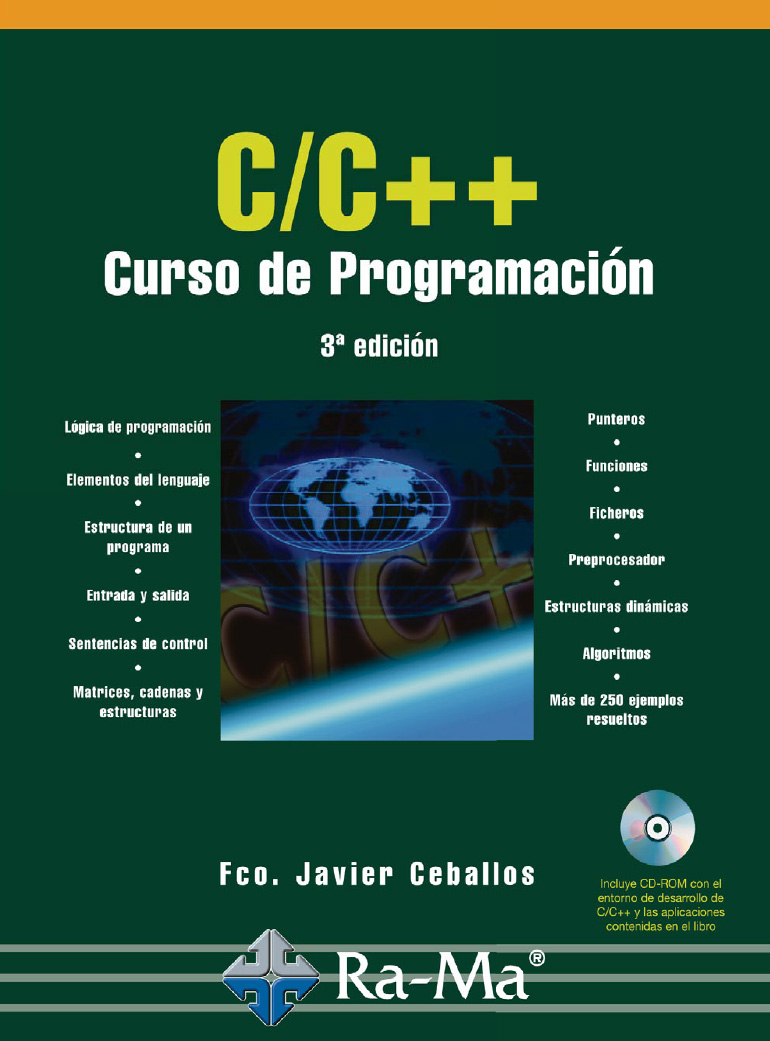 C/C++
Curso de Programación
3ª edición
Lógica de programación
•
Elementos del lenguaje
•
Estructura de un
programa
•
Entrada y salida
•
Sentencias de control
•
Matrices, cadenas y
estructuras
C/C+
Punteros
•
Funciones
•
Ficheros
•
Preprocesador
•
Estructuras dinámicas
•
Algoritmos
•
Más de 250 ejemplos
resueltos
Fco. Javier Ceballos
Incluye CD-ROM con el
entorno de desarrollo de
C/C++ y las aplicaciones
contenidas en el libro
Ra-Ma®